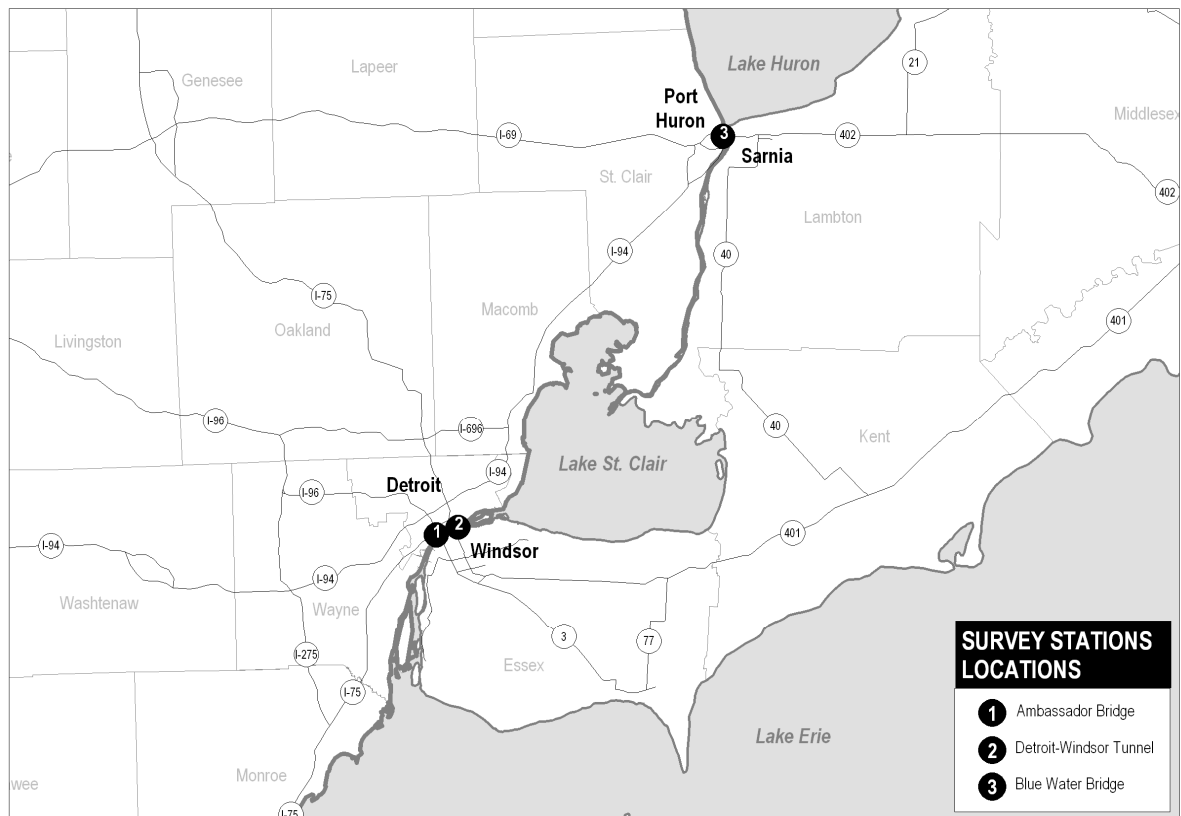 Lake Huron
21
Lapeer
Genesee
Port
Huron
Middlesex
3
I-69
402
Sarnia
St. Clair
402
Lambton
I-94
40
I-75
Macomb
Oakland
401
Livingston
I-96
I-696
40
Kent
Lake St. Clair
I-94
Detroit
I-96
1
2
401
I-94
Windsor
I-94
Washtenaw
Wayne
3
77
I-275
Essex
I-75
Lake Erie
Monroe
wee
I-75
SURVEY STATIONS
LOCATIONS
1 Ambassador Bridge
2 Detroit-Windsor Tunnel
3 Blue Water Bridge